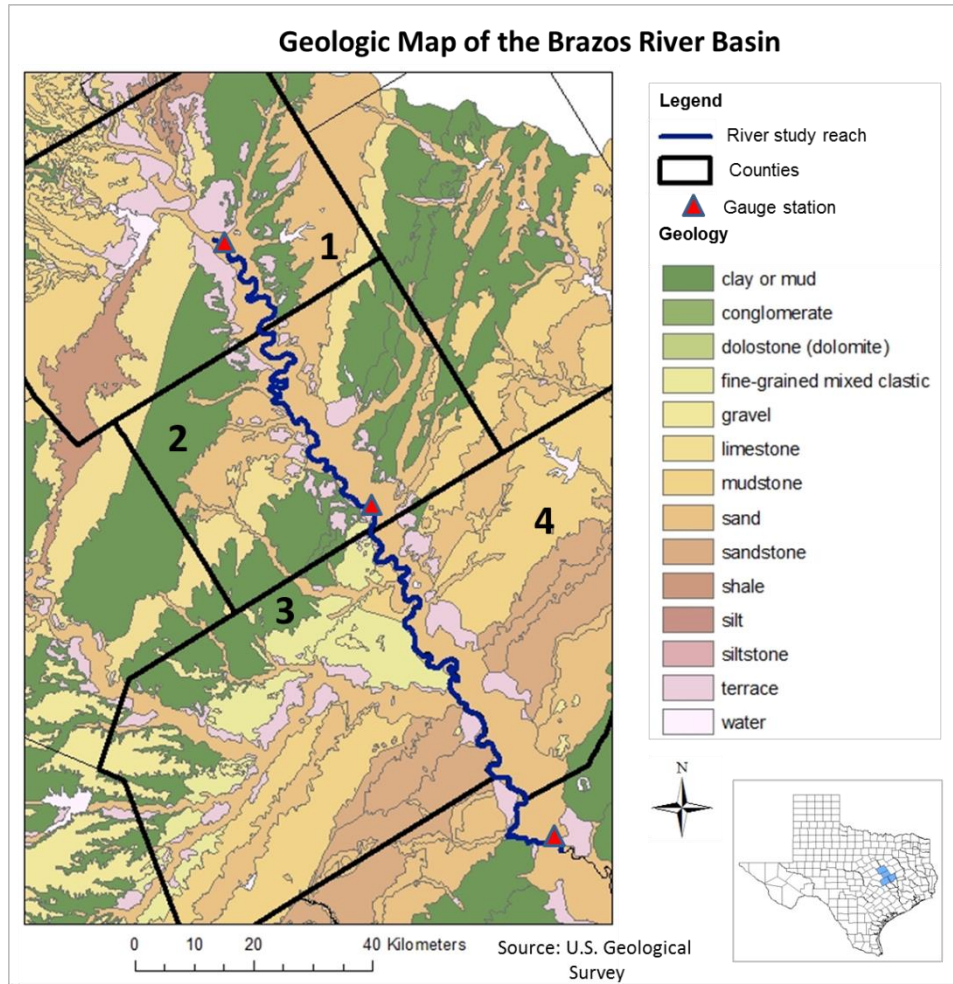 Geologic Map of the Brazos River Basin
1
2
3
4
Legend
River study reach
Counties
Gauge station
Geology
clay or mud
conglomerate
dolostone (dolomite)
fine-grained mixed clastic
gravel
limestone
mudstone
sand
sandstone
shale
silt
siltstone
terrace
water
N
0 10 20 40 Kilometers
Source: U.S. Geological
Survey